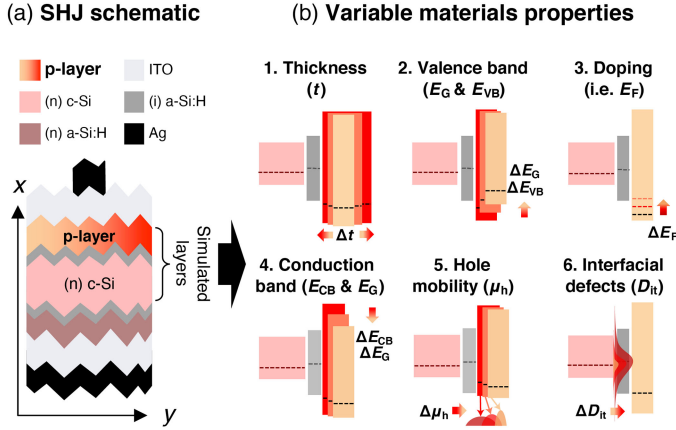 (a) SHJ schematic
p-layer
ITO
(n) c-Si
(i) a-Si:H
(n) a-Si:H
Ag
x
p-layer
(n) c-Si
y
Simulated
layers
(b) Variable materials properties
1. Thickness
(t)
Δt
2. Valence band
(EG & EVB)
ΔEG
ΔEVB
3. Doping
(i.e. EF)
ΔEF
4. Conduction
band (ECB & EG)
ΔECB
ΔEG
5. Hole
mobility (μh)
Δμh
6. Interfacial
defects (Dit)
ΔDit